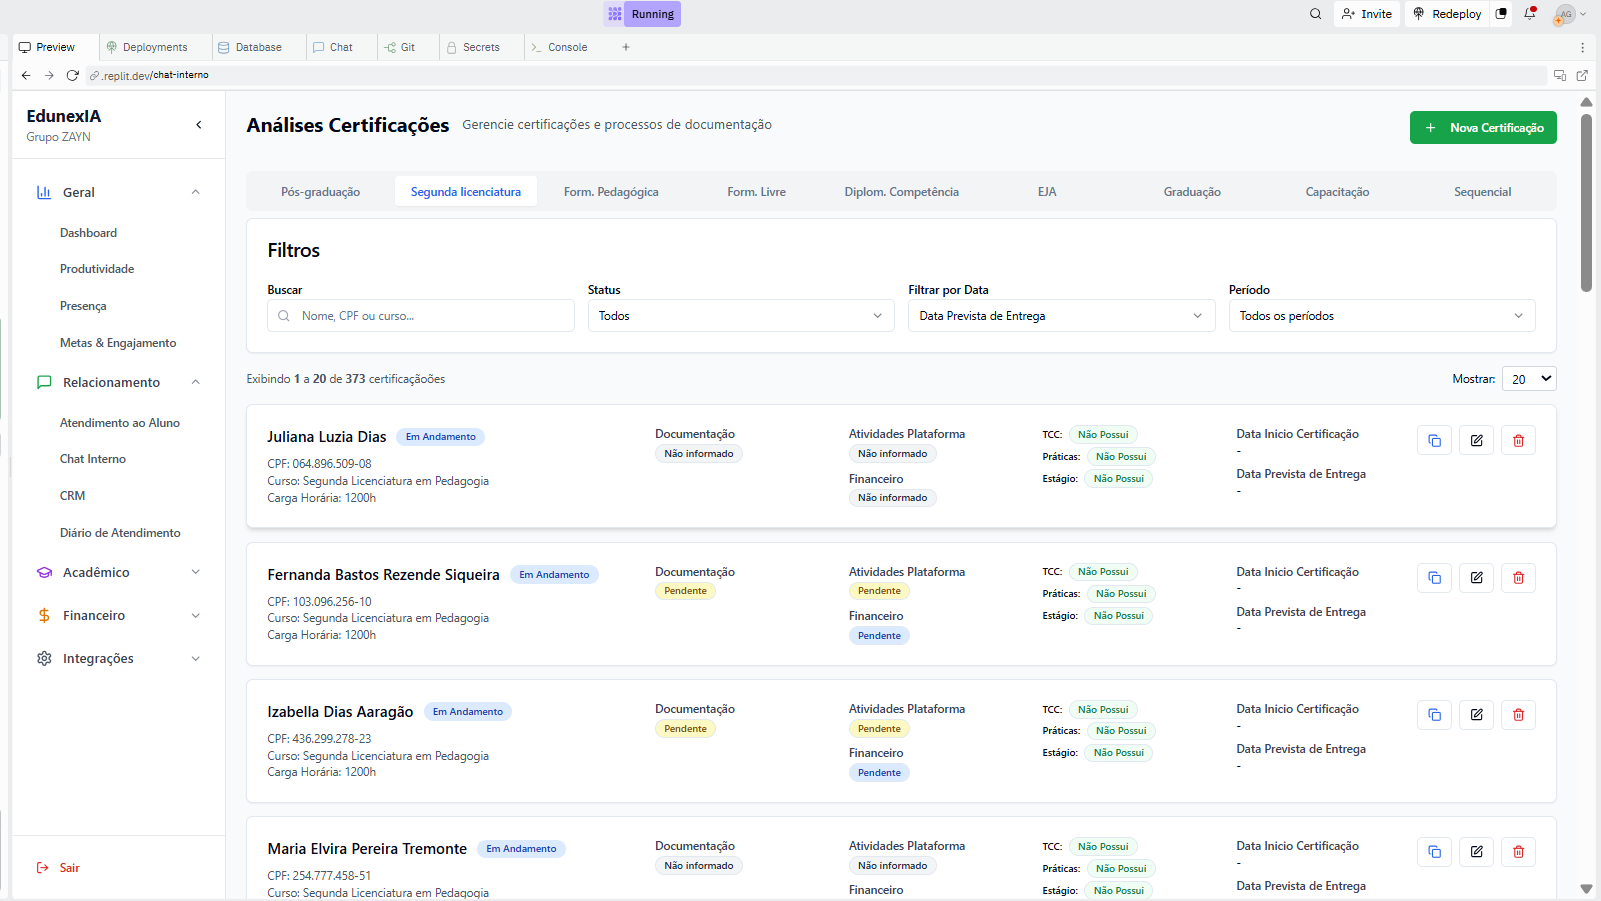 Running
Invite
Redeploy
AG
Preview
Deployments
Database
Chat
Git
Secrets
Console
.replit.dev/chat-interno
EdunexIA
Grupo ZAYN
Geral
Dashboard
Produtividade
Presença
Metas & Engajamento
Relacionamento
Atendimento ao Aluno
Chat Interno
CRM
Diário de Atendimento
Acadêmico
Financeiro
Integrações
Sair
Análises Certificações
Gerencie certificações e processos de documentação
+ Nova Certificação
Pós-graduação
Segunda licenciatura
Form. Pedagógica
Form. Livre
Diplom. Competência
EJA
Graduação
Capacitação
Sequencial
Filtros
Buscar
Nome, CPF ou curso...
Status
Todos
Filtrar por Data
Data Prevista de Entrega
Período
Todos os períodos
Exibindo 1 a 20 de 373 certificaçãoões
Mostrar: 20
Juliana Luzia Dias Em Andamento
CPF: 064.896.509-08
Curso: Segunda Licenciatura em Pedagogia
Carga Horária: 1200h
Documentação
Não informado
Atividades Plataforma
Não informado
Financeiro
Não informado
TCC: Não Possui
Práticas: Não Possui
Estágio: Não Possui
Data Inicio Certificação
-
Data Prevista de Entrega
-
Fernanda Bastos Rezende Siqueira Em Andamento
CPF: 103.096.256-10
Curso: Segunda Licenciatura em Pedagogia
Carga Horária: 1200h
Documentação
Pendente
Atividades Plataforma
Pendente
Financeiro
Pendente
TCC: Não Possui
Práticas: Não Possui
Estágio: Não Possui
Data Inicio Certificação
-
Data Prevista de Entrega
-
Izabella Dias Aaragão Em Andamento
CPF: 436.299.278-23
Curso: Segunda Licenciatura em Pedagogia
Carga Horária: 1200h
Documentação
Pendente
Atividades Plataforma
Pendente
Financeiro
Pendente
TCC: Não Possui
Práticas: Não Possui
Estágio: Não Possui
Data Inicio Certificação
-
Data Prevista de Entrega
-
Maria Elvira Pereira Tremonte Em Andamento
CPF: 254.777.458-51
Curso: Segunda Licenciatura em Pedagogia
Documentação
Não informado
Atividades Plataforma
Não informado
Financeiro
TCC: Não Possui
Práticas: Não Possui
Estágio: Não Possui
Data Inicio Certificação
-
Data Prevista de Entrega